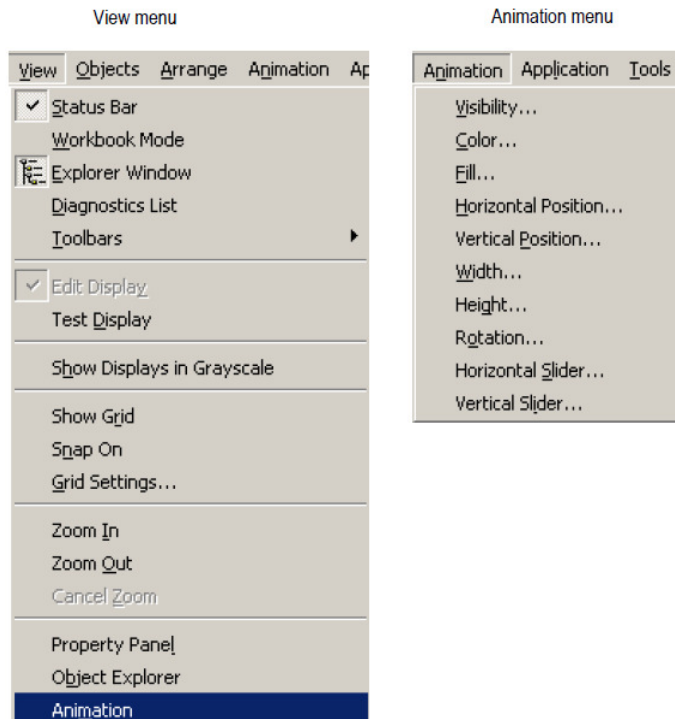 View menu
View Objects Arrange Animation Ap
Status Bar
Workbook Mode
Explorer Window
Diagnostics List
Toolbars
Edit Display
Test Display
Show Displays in Grayscale
Show Grid
Snap On
Grid Settings...
Zoom In
Zoom Out
Cancel Zoom
Property Panel
Object Explorer
Animation
Animation menu
Animation Application Tools
Visibility...
Color...
Fill...
Horizontal Position...
Vertical Position...
Width...
Height...
Rotation...
Horizontal Slider...
Vertical Slider...